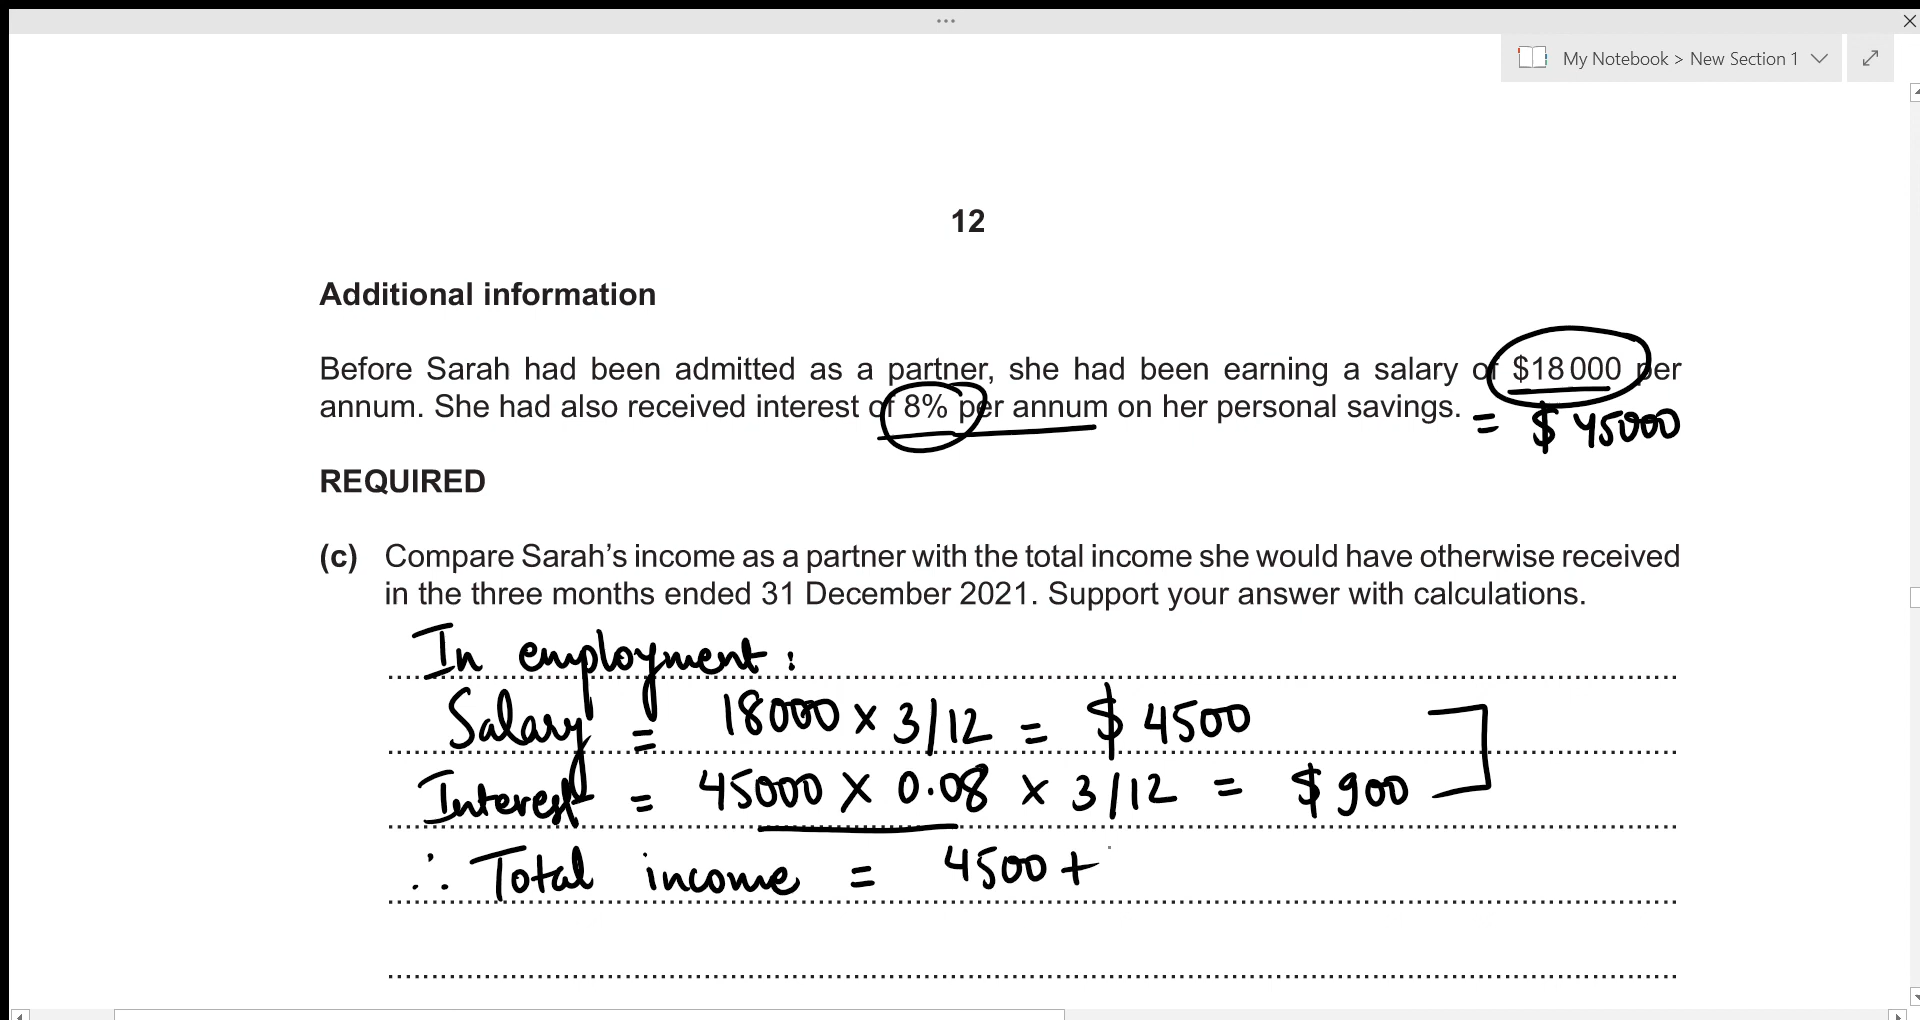 My Notebook > New Section 1
12
Additional information
Before Sarah had been admitted as a partner, she had been earning a salary of $18 000 per
annum. She had also received interest of 8% per annum on her personal savings. = $ 45000
REQUIRED
(c) Compare Sarah’s income as a partner with the total income she would have otherwise received
in the three months ended 31 December 2021. Support your answer with calculations.
In employment:
Salary = 18000 × 3/12 = $ 4500
Interest = 45000 × 0.08 × 3/12 = $ 900
∴ Total income = 4500 +